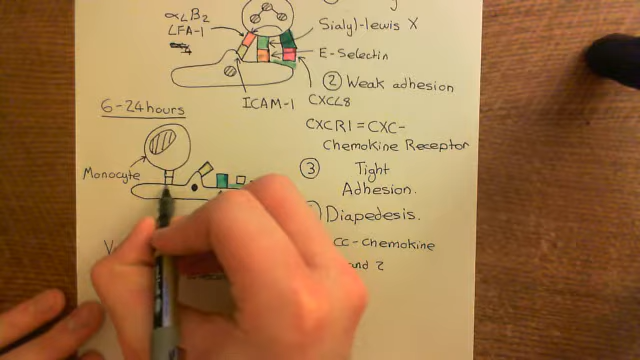 αLB2
LFA-1
Sialyl-lewis X
E-Selectin
② Weak adhesion
ICAM-1
CXCL8
6-24hours
CXCR1 = CXC-
Chemokine Receptor
Monocyte
③ Tight
Adhesion.
Diapedesis.
CC-chemokine
and 2